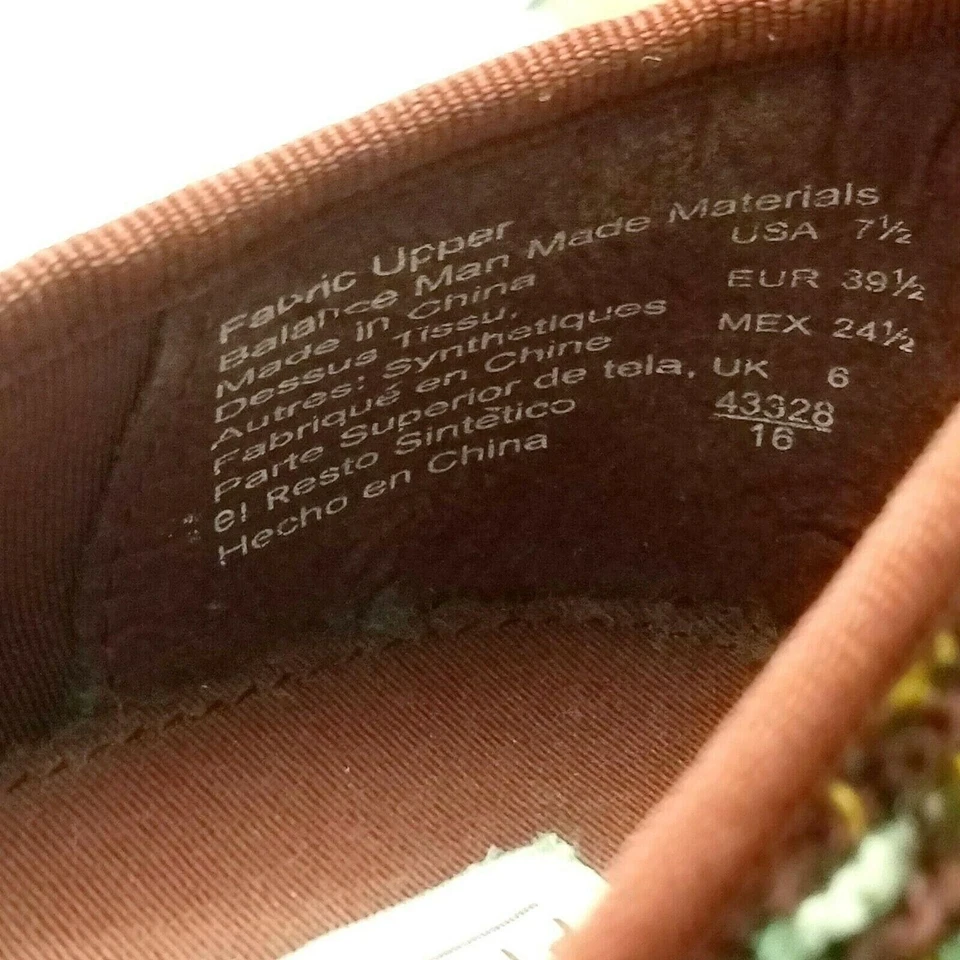 Fabric Upper
Balance Man Made Materials
Made in China
Dessus Tissu,
Autres: Synthetiques
Fabriqué en Chine
Parte Superior de tela,
el Resto Sintético
Hecho en China
USA 7½
EUR 39½
MEX 24½
UK 6
43328
16